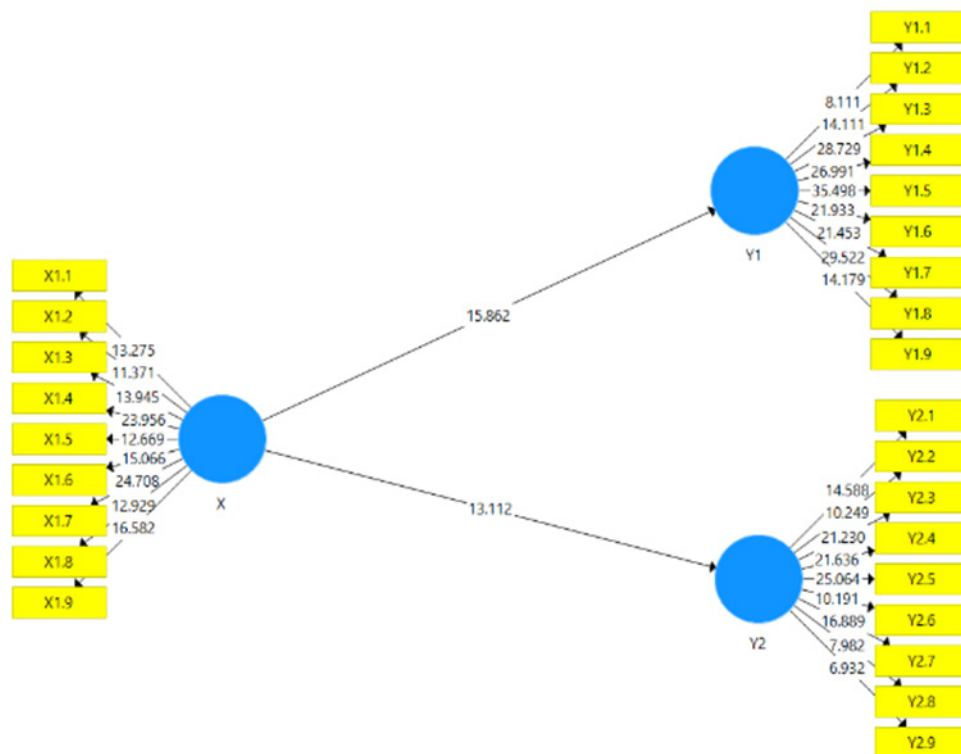 X1.1
X1.2
X1.3
X1.4
X1.5
X1.6
X1.7
X1.8
X1.9
13.275
11.371
13.945
23.956
12.669
15.066
24.708
12.929
16.582
X
15.862
13.112
Y1
8.111
14.111
28.729
26.991
35.498
21.933
21.453
29.522
14.179
Y1.1
Y1.2
Y1.3
Y1.4
Y1.5
Y1.6
Y1.7
Y1.8
Y1.9
Y2
14.588
10.249
21.230
21.636
25.064
10.191
16.889
7.982
6.932
Y2.1
Y2.2
Y2.3
Y2.4
Y2.5
Y2.6
Y2.7
Y2.8
Y2.9